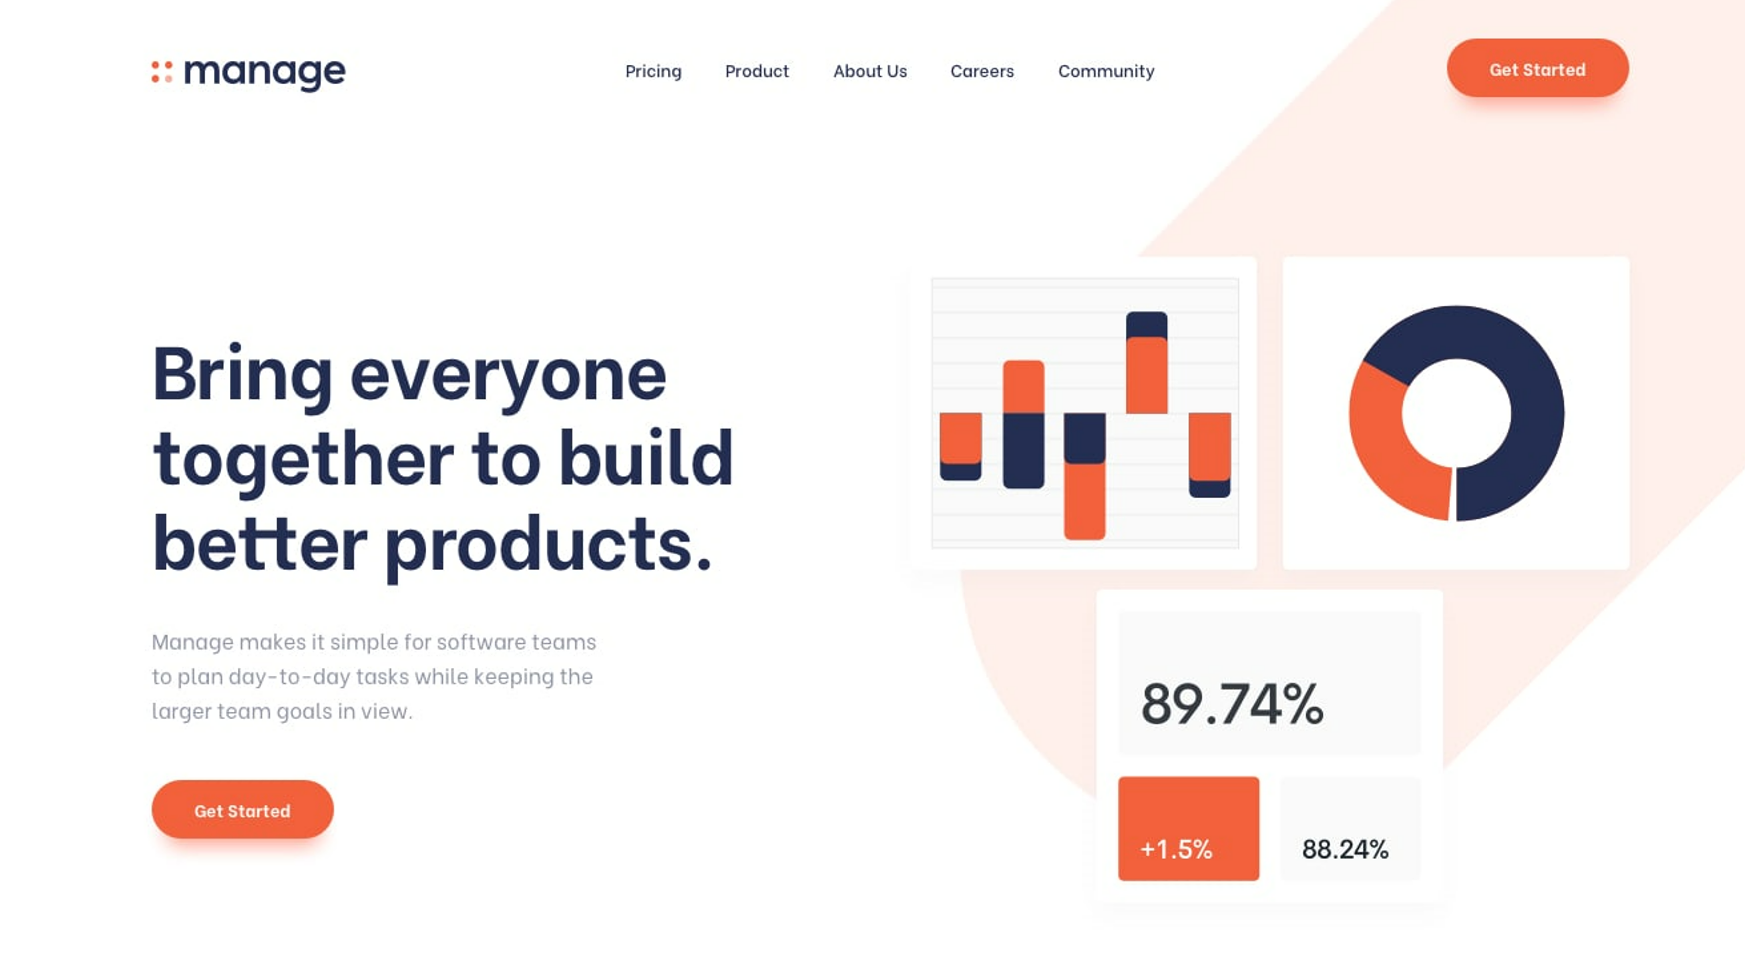 manage
Pricing
Product
About Us
Careers
Community
Get Started
Bring everyone
together to build
better products.
Manage makes it simple for software teams
to plan day-to-day tasks while keeping the
larger team goals in view.
Get Started
89.74%
+1.5%
88.24%